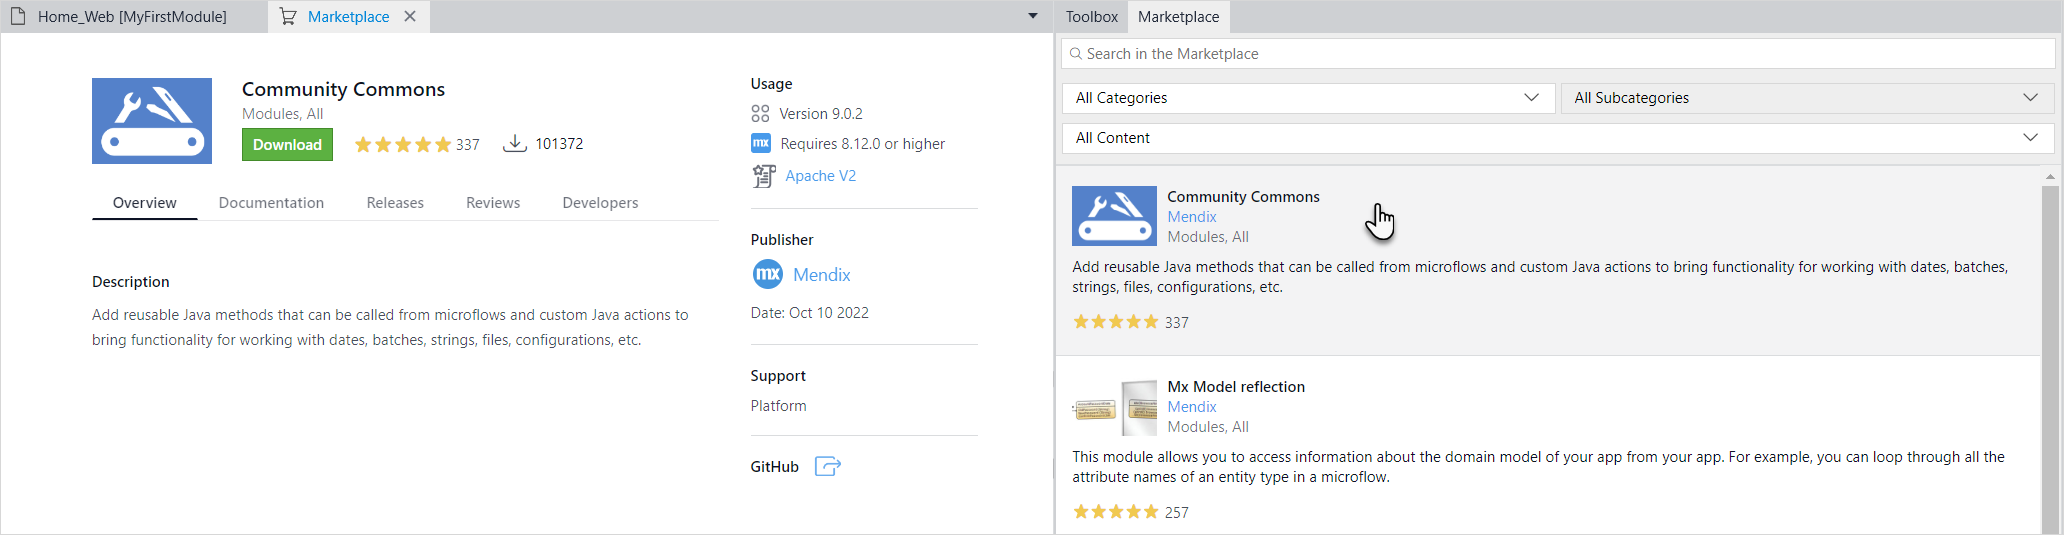 Home_Web [MyFirstModule]
Marketplace
Community Commons
Modules, All
Download
337
101372
Overview
Documentation
Releases
Reviews
Developers
Description
Add reusable Java methods that can be called from microflows and custom Java actions to
bring functionality for working with dates, batches, strings, files, configurations, etc.
Usage
Version 9.0.2
mx
Requires 8.12.0 or higher
Apache V2
Publisher
mx
Mendix
Date: Oct 10 2022
Support
Platform
GitHub
Toolbox
Marketplace
Search in the Marketplace
All Categories
All Subcategories
All Content
Community Commons
Mendix
Modules, All
Add reusable Java methods that can be called from microflows and custom Java actions to bring functionality for working with dates, batches,
strings, files, configurations, etc.
337
Mx Model reflection
Mendix
Modules, All
This module allows you to access information about the domain model of your app from your app. For example, you can loop through all the
attribute names of an entity type in a microflow.
257